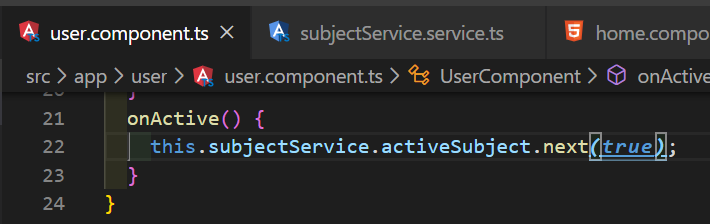 user.component.ts × subjectService.service.ts home.compo
src > app > user > user.component.ts > UserComponent > onActive
20 }
21 onActive() {
22 this.subjectService.activeSubject.next(true);
23 }
24 }